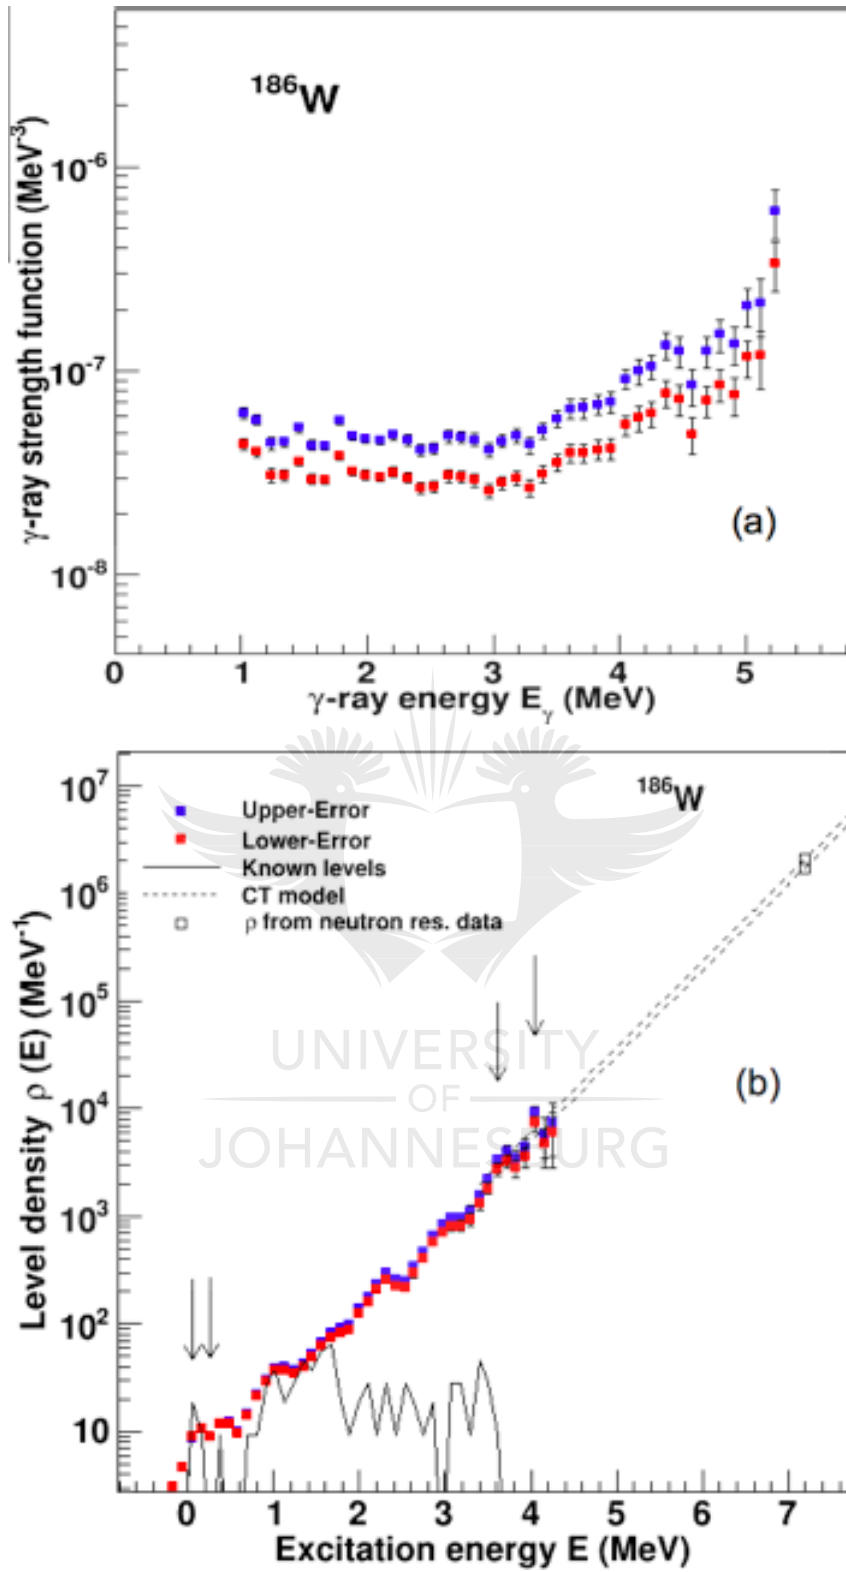 10⁻⁶
10⁻⁷
10⁻⁸
γ-ray strength function (MeV⁻³)
¹⁸⁶W
(a)
0 1 2 3 4 5
γ-ray energy E_γ (MeV)
10⁷
10⁶
10⁵
10⁴
10³
10²
10
Level density ρ (E) (MeV⁻¹)
¹⁸⁶W
Upper-Error
Lower-Error
Known levels
CT model
ρ from neutron res. data
UNIVERSITY
OF
JOHANNESBURG
(b)
0 1 2 3 4 5 6 7
Excitation energy E (MeV)